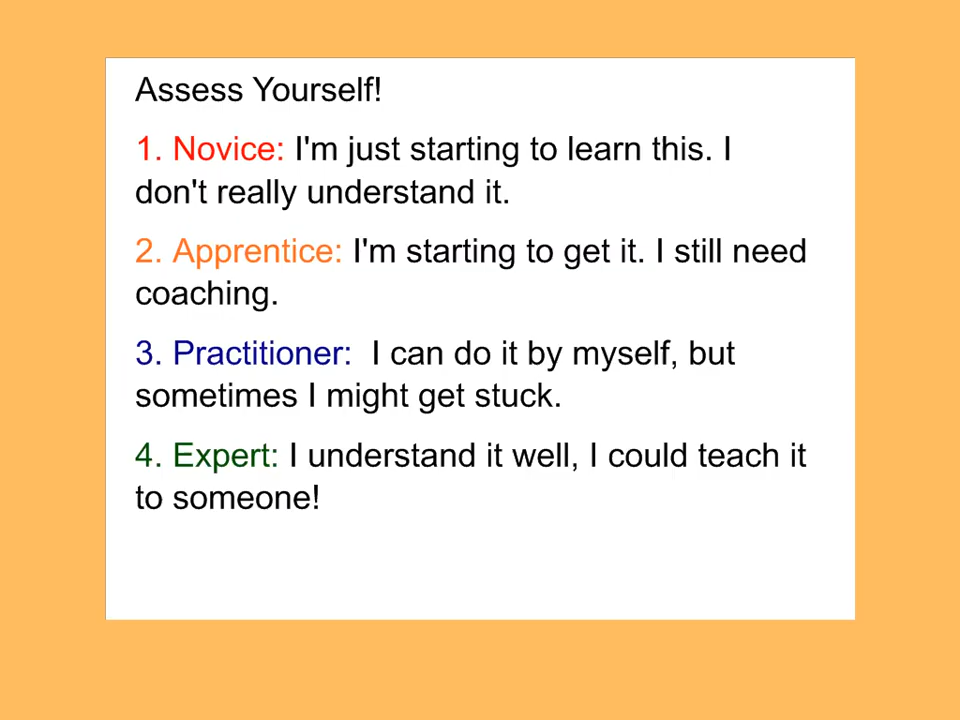 Assess Yourself!
1. Novice: I'm just starting to learn this. I
don't really understand it.
2. Apprentice: I'm starting to get it. I still need
coaching.
3. Practitioner:  I can do it by myself, but
sometimes I might get stuck.
4. Expert: I understand it well, I could teach it
to someone!